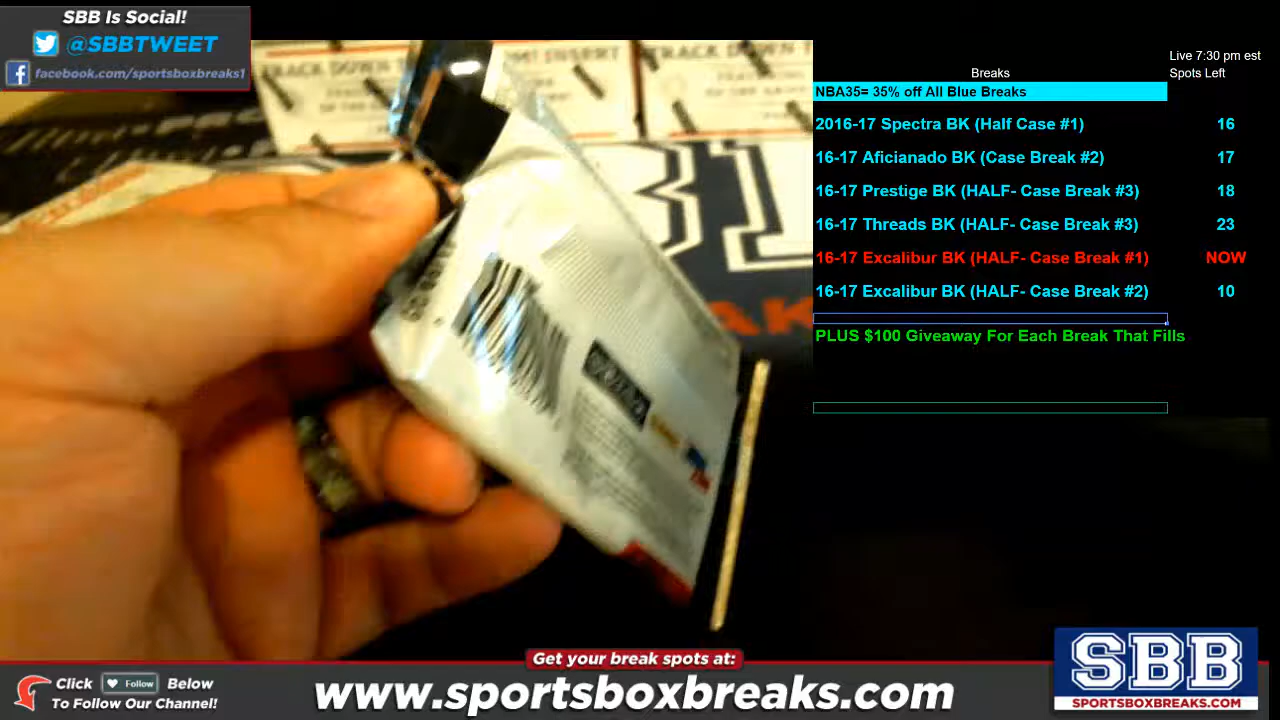 SBB Is Social!
@SBBTWEET
facebook.com/sportsboxbreaks1
Live 7:30 pm est
Breaks
Spots Left
NBA35= 35% off All Blue Breaks
2016-17 Spectra BK (Half Case #1) 16
16-17 Aficianado BK (Case Break #2) 17
16-17 Prestige BK (HALF- Case Break #3) 18
16-17 Threads BK (HALF- Case Break #3) 23
16-17 Excalibur BK (HALF- Case Break #1) NOW
16-17 Excalibur BK (HALF- Case Break #2) 10
PLUS $100 Giveaway For Each Break That Fills
INSERT
TRACK DOWN
Get your break spots at:
Click Follow Below
To Follow Our Channel!
www.sportsboxbreaks.com
SBB
SPORTSBOXBREAKS.COM